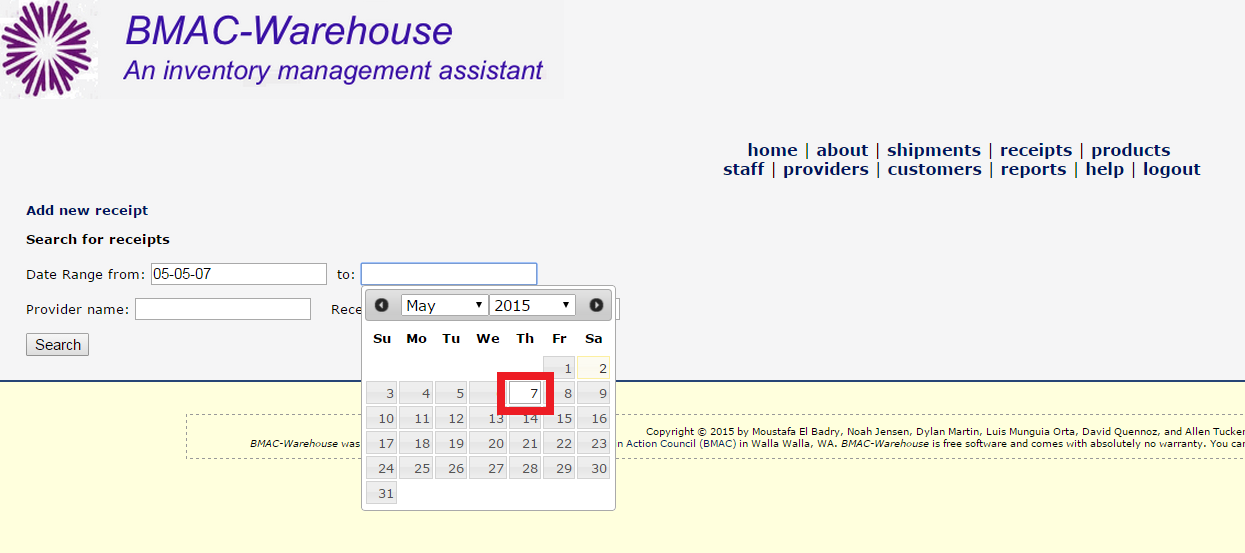 BMAC-Warehouse
An inventory management assistant
home | about | shipments | receipts | products
staff | providers | customers | reports | help | logout
Add new receipt
Search for receipts
Date Range from: 05-05-07 to:
Provider name: Rece
Search
May 2015
Su Mo Tu We Th Fr Sa
1 2
3 4 5 7 8 9
10 11 12 13 14 15 16
17 18 19 20 21 22 23
24 25 26 27 28 29 30
31
Copyright © 2015 by Moustafa El Badry, Noah Jensen, Dylan Martin, Luis Munguia Orta, David Quennoz, and Allen Tucker
BMAC-Warehouse was n Action Council (BMAC) in Walla Walla, WA. BMAC-Warehouse is free software and comes with absolutely no warranty. You can